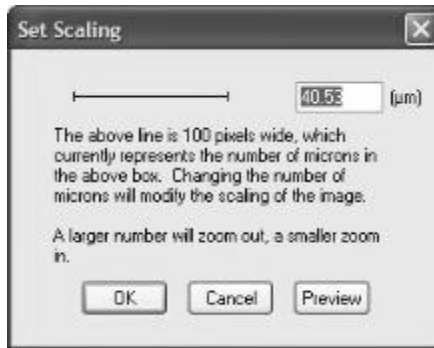 Set Scaling
40.53 (µm)
The above line is 100 pixels wide, which
currently represents the number of microns in
the above box. Changing the number of
microns will modify the scaling of the image.
A larger number will zoom out, a smaller zoom
in.
OK Cancel Preview